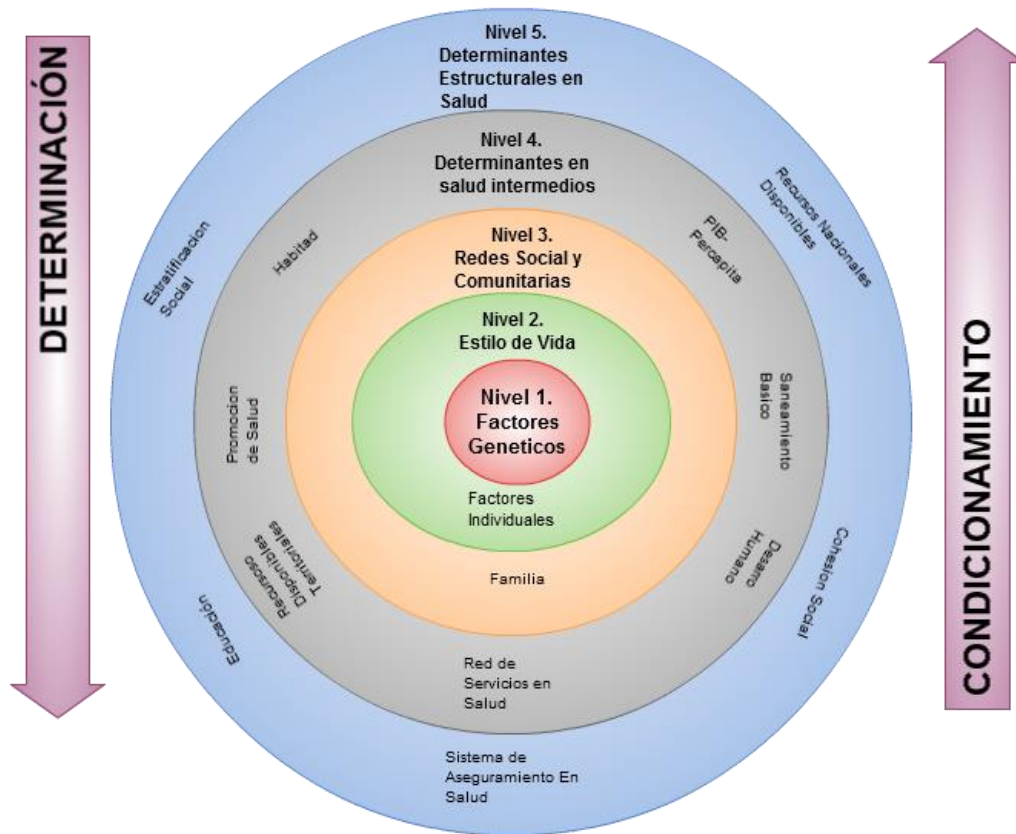 DETERMINACIÓN
Nivel 5.
Determinantes
Estructurales en
Salud
Nivel 4.
Determinantes en
salud intermedios
Nivel 3.
Redes Social y
Comunitarias
Nivel 2.
Estilo de Vida
Nivel 1.
Factores
Geneticos
Factores
Individuales
Familia
Red de
Servicios en
Salud
Sistema de
Aseguramiento En
Salud
Estratificacion
Social
Habitad
Promocion
de Salud
Recursoso
Disponibles
Territoriales
Educación
PIB-
Percapita
Recursos Nacionales
Disponibles
Saneamiento
Basico
Desarro
Humano
Cohesion Social
CONDICIONAMIENTO